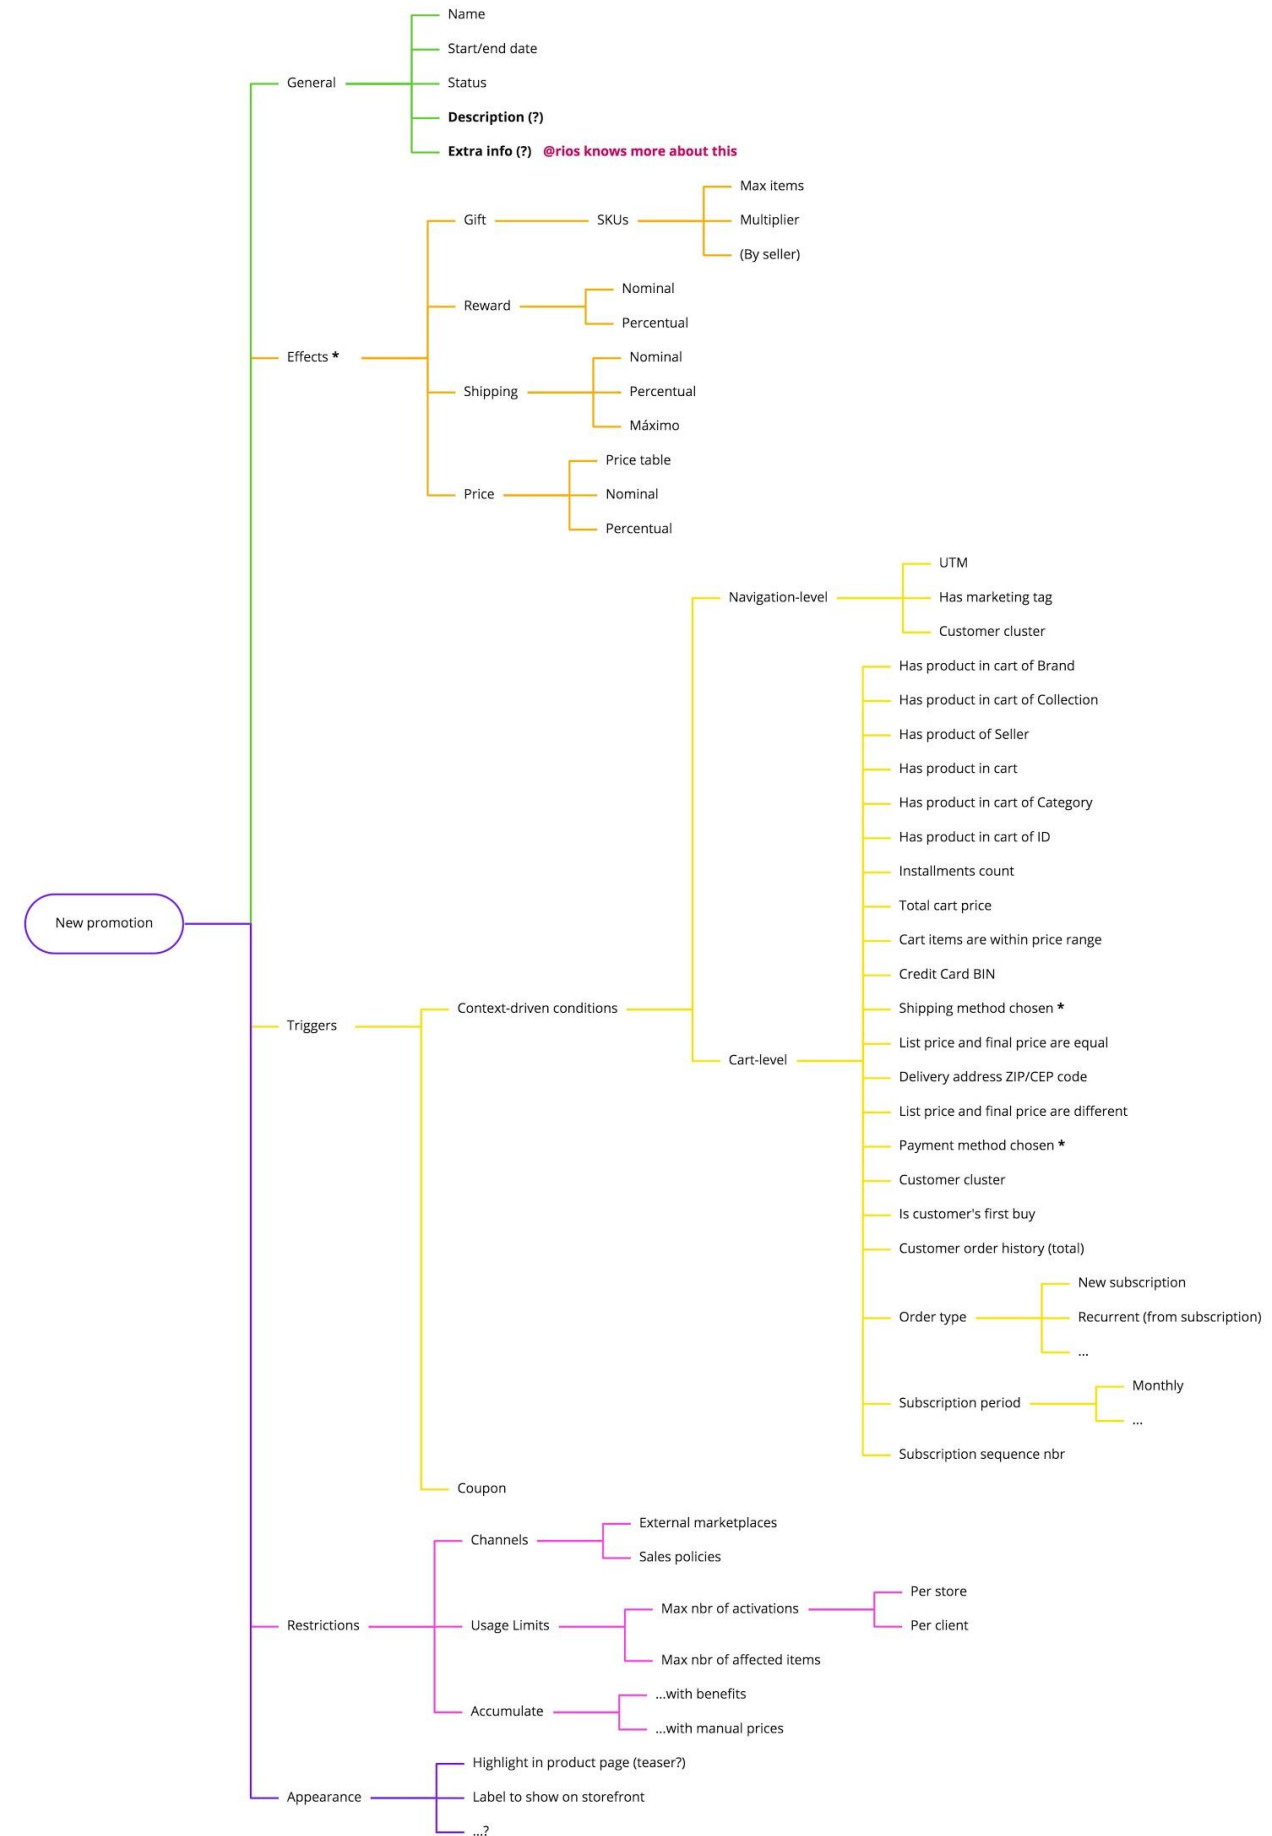 Name
Start/end date
General
Status
Description (?)
Extra info (?) @rios knows more about this
Max items
Gift
SKUs
Multiplier
(By seller)
Nominal
Reward
Percentual
Effects *
Nominal
Shipping
Percentual
Máximo
Price table
Price
Nominal
Percentual
UTM
Navigation-level
Has marketing tag
Customer cluster
Has product in cart of Brand
Has product in cart of Collection
Has product of Seller
Has product in cart
Has product in cart of Category
Has product in cart of ID
Installments count
Total cart price
New promotion
Cart items are within price range
Credit Card BIN
Context-driven conditions
Shipping method chosen *
Triggers
List price and final price are equal
Cart-level
Delivery address ZIP/CEP code
List price and final price are different
Payment method chosen *
Customer cluster
Is customer's first buy
Customer order history (total)
New subscription
Order type
Recurrent (from subscription)
...
Monthly
Subscription period
...
Subscription sequence nbr
Coupon
External marketplaces
Channels
Sales policies
Per store
Max nbr of activations
Restrictions
Usage Limits
Per client
Max nbr of affected items
...with benefits
Accumulate
...with manual prices
Highlight in product page (teaser?)
Appearance
Label to show on storefront
...?